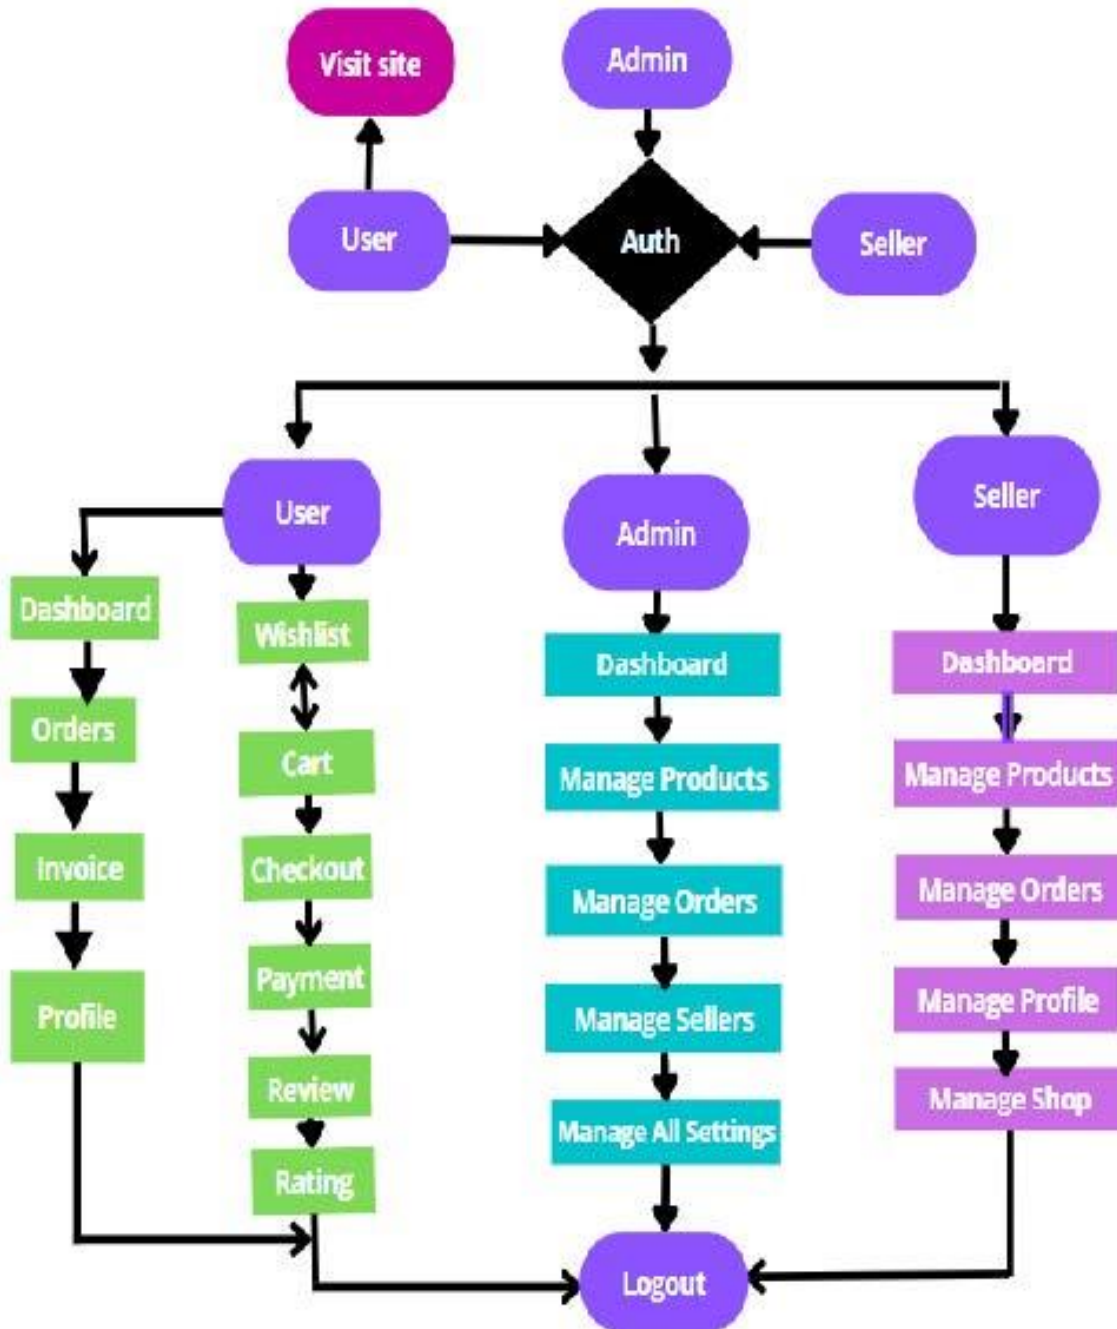 Visit site
Admin
User
Auth
Seller
User
Admin
Seller
Dashboard
Orders
Invoice
Profile
Wishlist
Cart
Checkout
Payment
Review
Rating
Dashboard
Manage Products
Manage Orders
Manage Sellers
Manage All Settings
Dashboard
Manage Products
Manage Orders
Manage Profile
Manage Shop
Logout